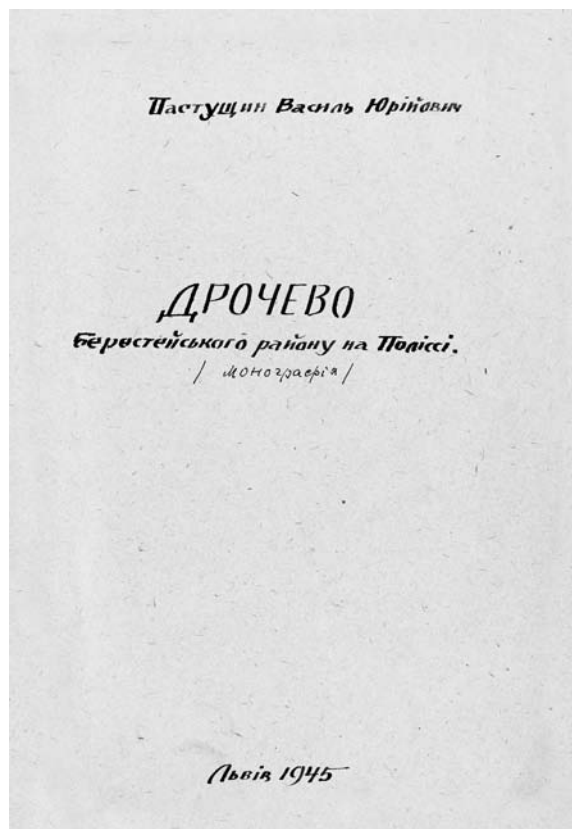 Пастущин Василь Юрійович
ДРОЧЕВО
Берестейського району на Поліссі.
/ монографія /
Львів 1945